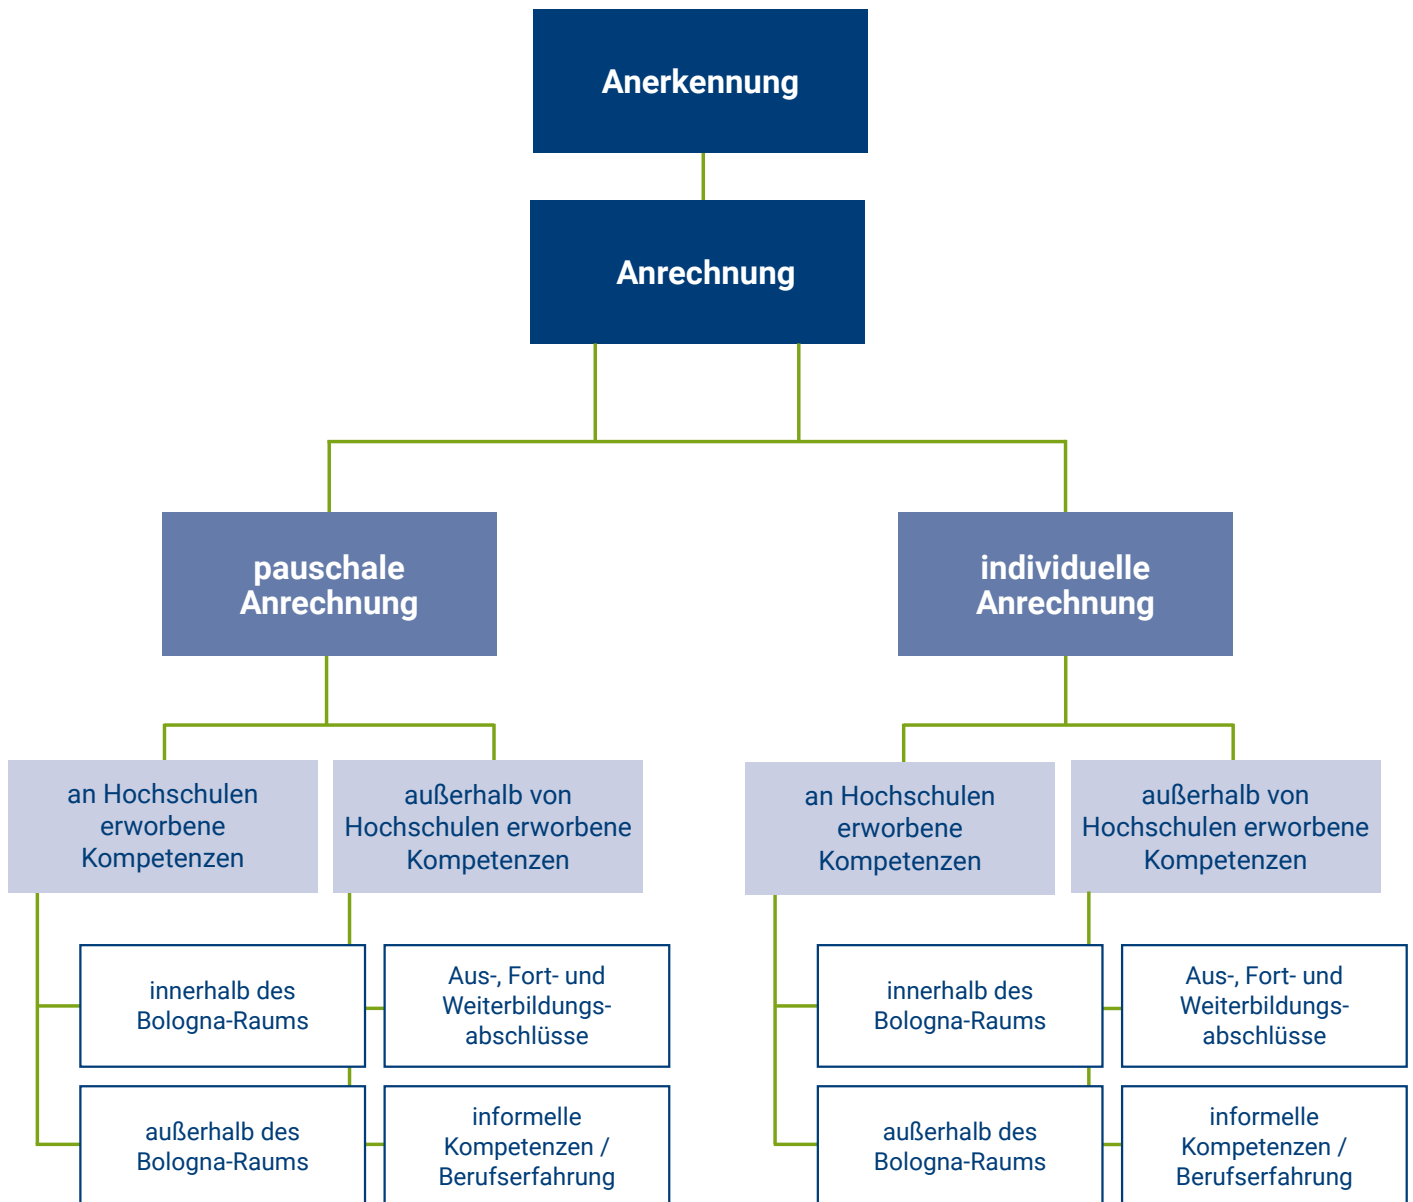 Anerkennung
Anrechnung
pauschale
Anrechnung
individuelle
Anrechnung
an Hochschulen
erworbene
Kompetenzen
außerhalb von
Hochschulen erworbene
Kompetenzen
an Hochschulen
erworbene
Kompetenzen
außerhalb von
Hochschulen erworbene
Kompetenzen
innerhalb des
Bologna-Raums
Aus-, Fort- und
Weiterbildungs-
abschlüsse
innerhalb des
Bologna-Raums
Aus-, Fort- und
Weiterbildungs-
abschlüsse
außerhalb des
Bologna-Raums
informelle
Kompetenzen /
Berufserfahrung
außerhalb des
Bologna-Raums
informelle
Kompetenzen /
Berufserfahrung